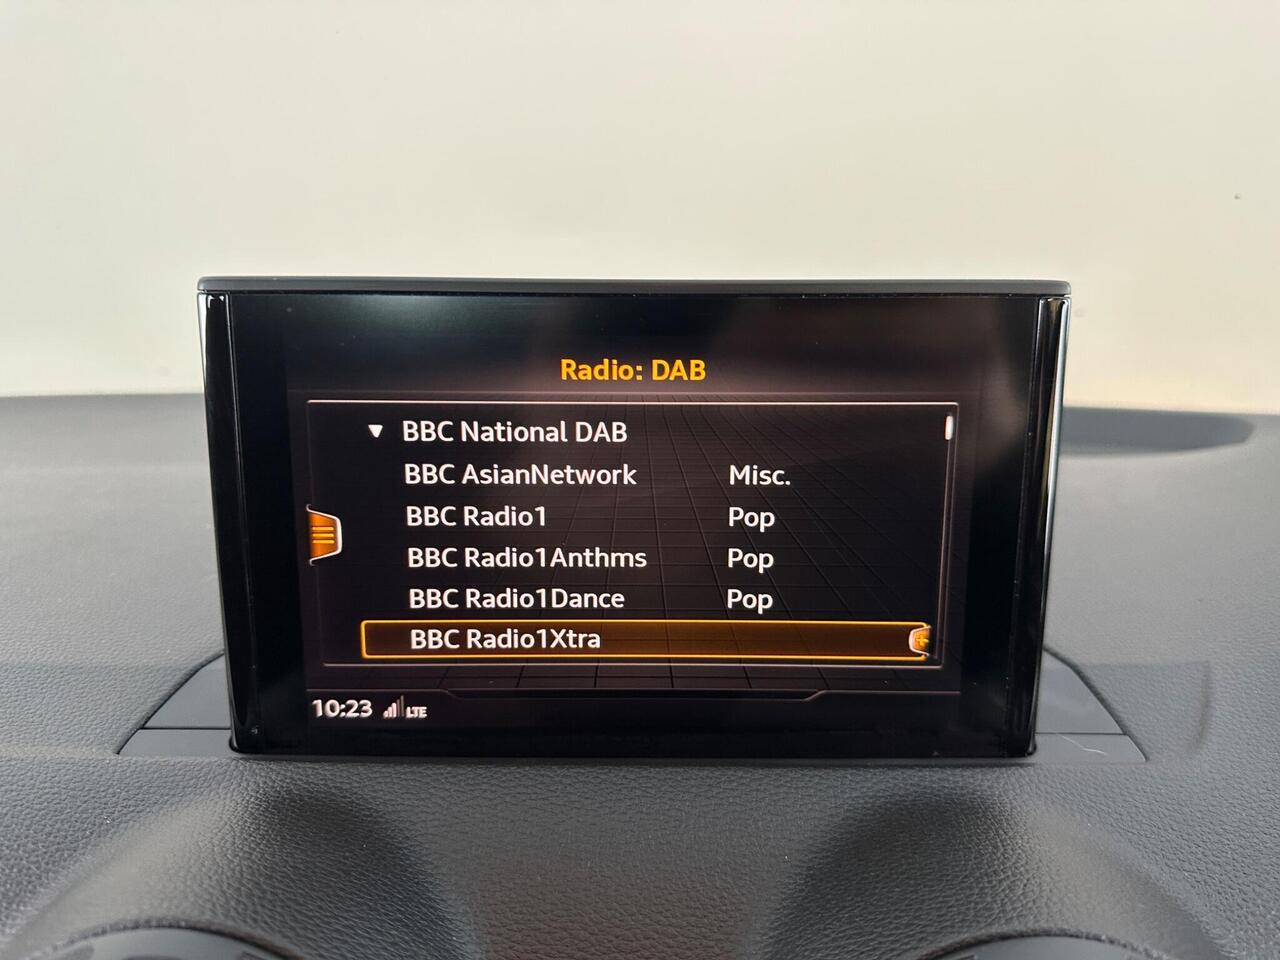 Radio: DAB
BBC National DAB
BBC AsianNetwork Misc.
BBC Radio1 Pop
BBC Radio1Anthms Pop
BBC Radio1Dance Pop
BBC Radio1Xtra
10:23 LTE